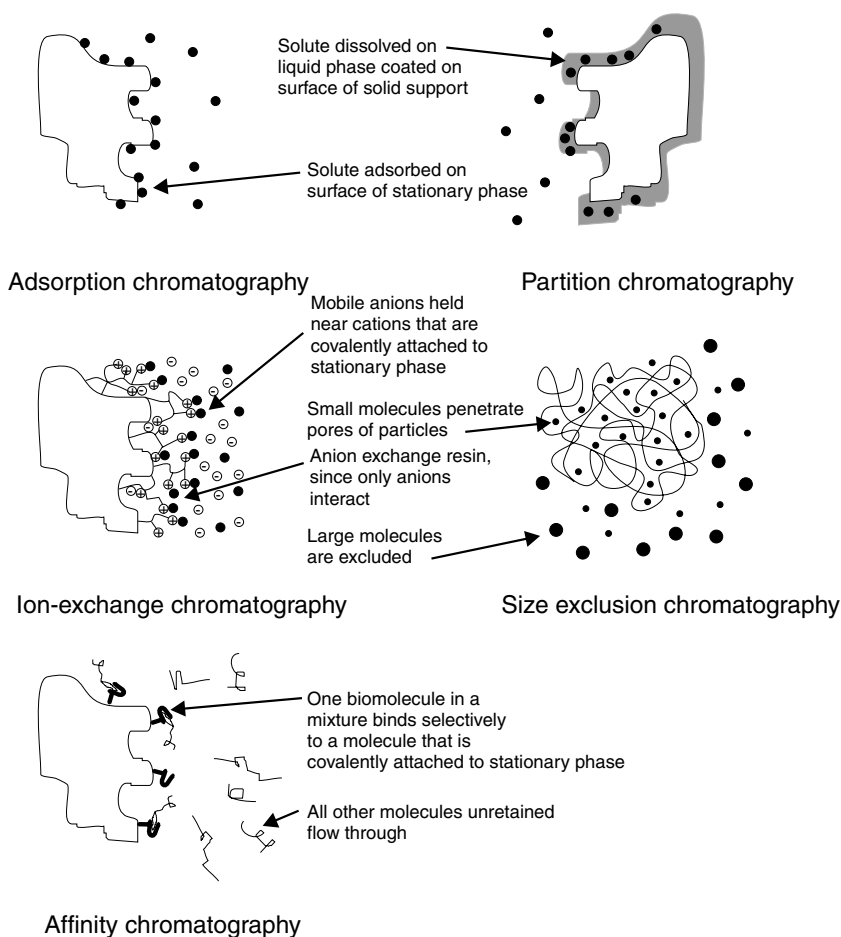 Solute dissolved on
liquid phase coated on
surface of solid support
Solute adsorbed on
surface of stationary phase
Adsorption chromatography
Partition chromatography
Mobile anions held
near cations that are
covalently attached to
stationary phase
Small molecules penetrate
pores of particles
Anion exchange resin,
since only anions
interact
Large molecules
are excluded
Ion-exchange chromatography
Size exclusion chromatography
One biomolecule in a
mixture binds selectively
to a molecule that is
covalently attached to stationary phase
All other molecules unretained
flow through
Affinity chromatography